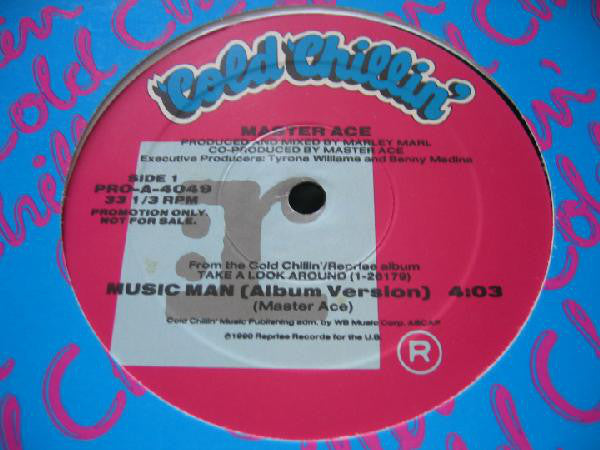 Cold Chillin'
MASTER ACE
PRODUCED AND MIXED BY MARLEY MARL
CO-PRODUCED BY MASTER ACE
Executive Producers: Tyrone Williams and Benny Medina
SIDE 1
PRO-A-4049
33 1/3 RPM
PROMOTION ONLY.
NOT FOR SALE.
r
From the Cold Chillin'/Reprise album
TAKE A LOOK AROUND (1-26179)
MUSIC MAN (Album Version) 4:03
(Master Ace)
Cold Chillin' Music Publishing adm. by WB Music Corp. ASCAP
℗1990 Reprise Records for the U.S.
R